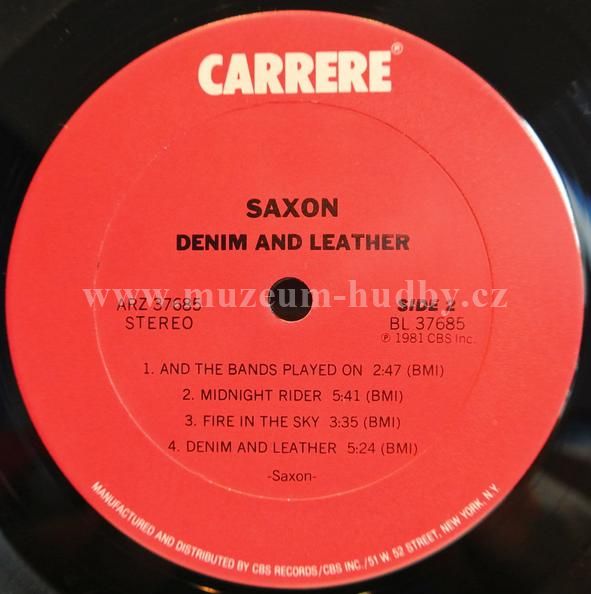 CARRERE®
SAXON
DENIM AND LEATHER
www.muzeum-hudby.cz
ARZ 37685 SIDE 2
STEREO BL 37685
℗ 1981 CBS Inc.
1. AND THE BANDS PLAYED ON 2:47 (BMI)
2. MIDNIGHT RIDER 5:41 (BMI)
3. FIRE IN THE SKY 3:35 (BMI)
4. DENIM AND LEATHER 5:24 (BMI)
-Saxon-
MANUFACTURED AND DISTRIBUTED BY CBS RECORDS/CBS INC./51 W. 52 STREET, NEW YORK, N.Y.